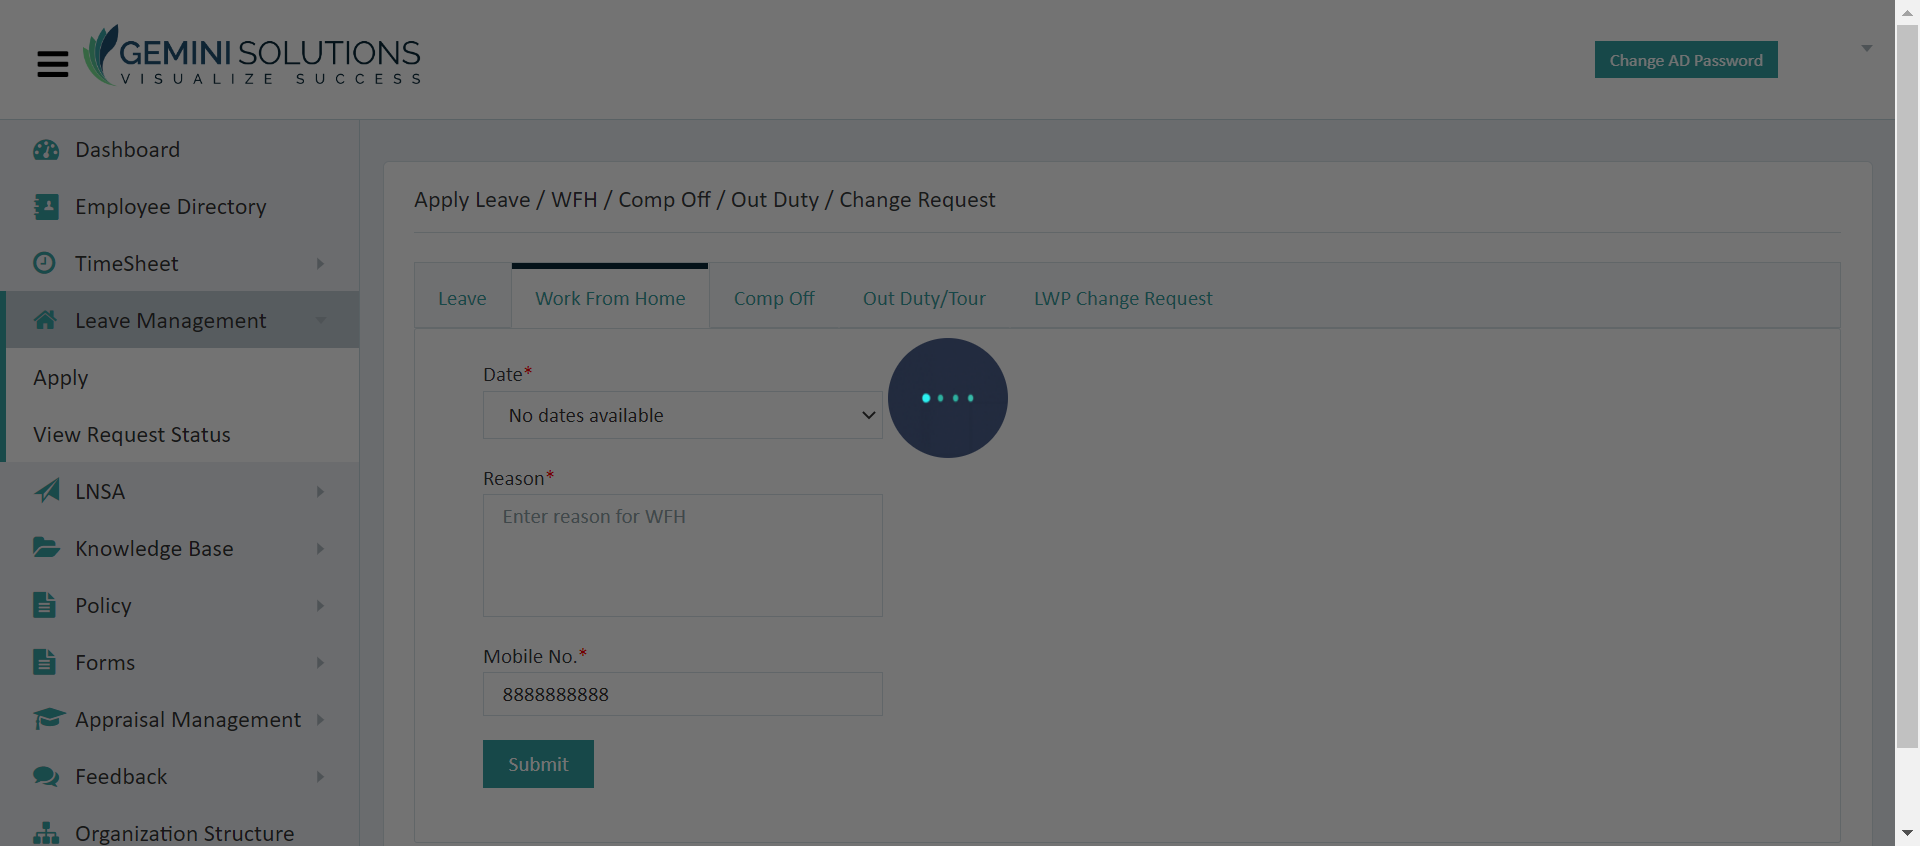 GEMINI SOLUTIONS
VISUALIZE SUCCESS
Change AD Password
Dashboard
Employee Directory
TimeSheet
Leave Management
Apply
View Request Status
LNSA
Knowledge Base
Policy
Forms
Appraisal Management
Feedback
Organization Structure
Apply Leave / WFH / Comp Off / Out Duty / Change Request
Leave
Work From Home
Comp Off
Out Duty/Tour
LWP Change Request
Date*
No dates available
Reason*
Enter reason for WFH
Mobile No.*
8888888888
Submit